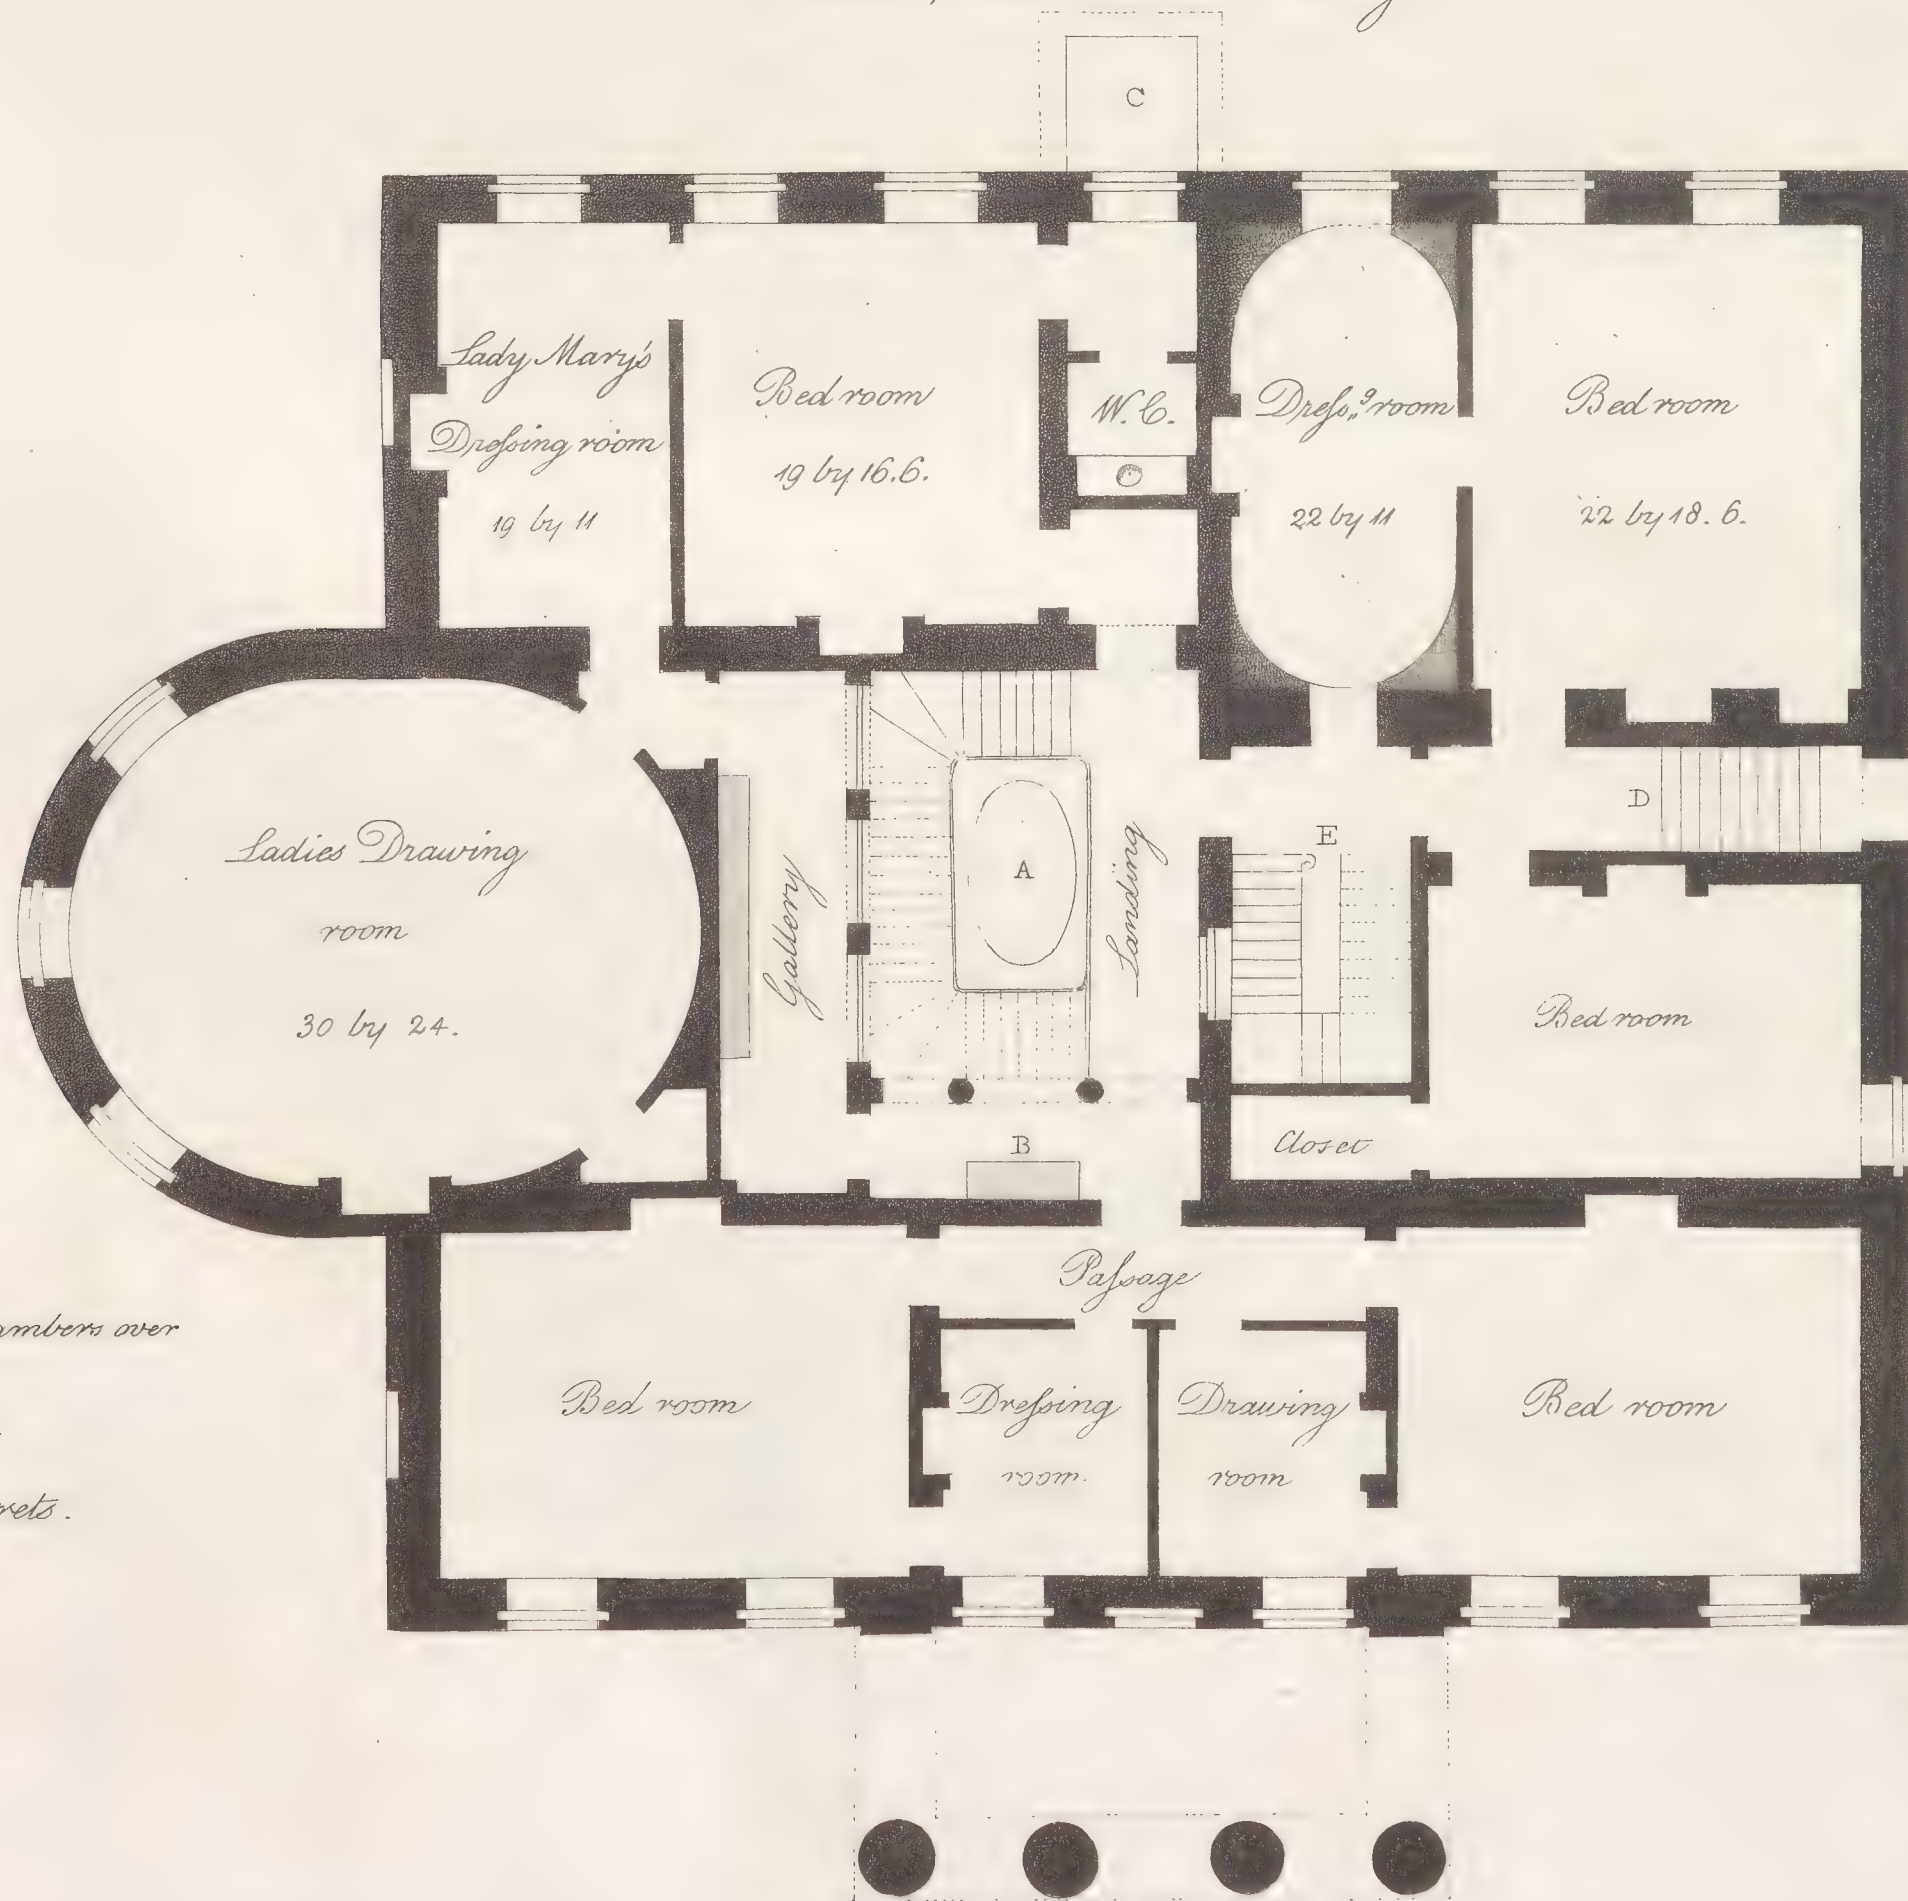 C
Lady Mary's
Dressing room
19 by 11
Bed room
19 by 16.6.
W.C.
Dress,,g room
22 by 11
Bed room
22 by 18.6.
Ladies Drawing
room
30 by 24.
Gallery
A
Landing
E
D
Bed room
B
Closet
Passage
ambers over
Bed room
Dressing
room.
Drawing
room
Bed room
rets.